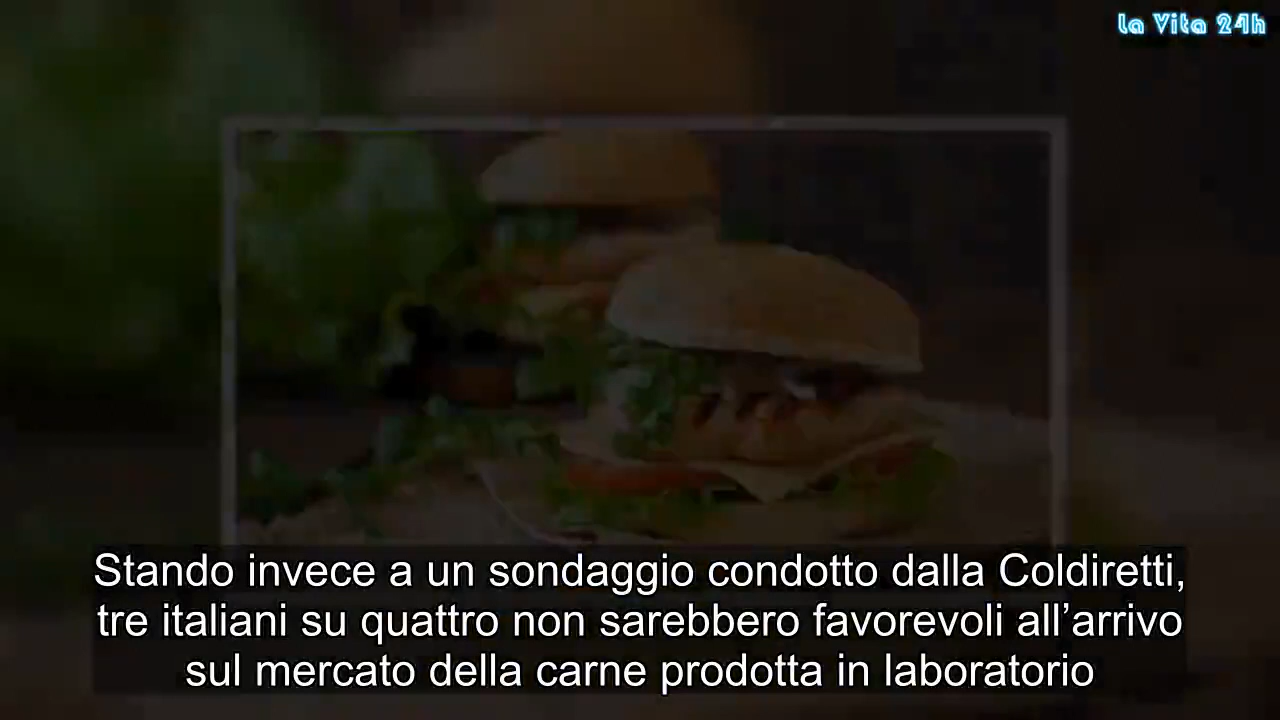 La Vita 24h
Stando invece a un sondaggio condotto dalla Coldiretti,
tre italiani su quattro non sarebbero favorevoli all’arrivo
sul mercato della carne prodotta in laboratorio